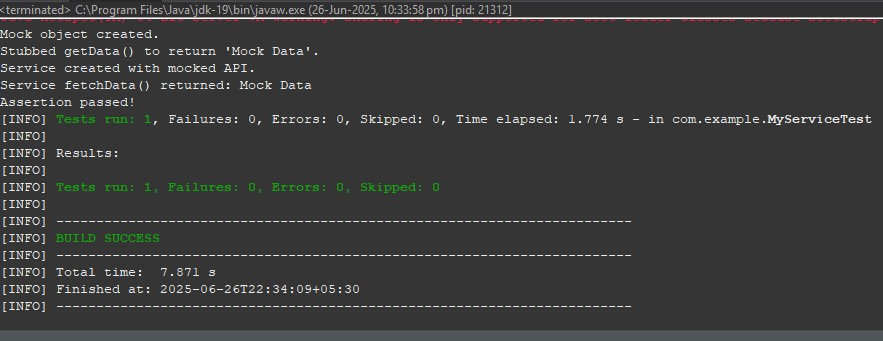 <terminated> C:\Program Files\Java\jdk-19\bin\javaw.exe (26-Jun-2025, 10:33:58 pm) [pid: 21312]
Mock object created.
Stubbed getData() to return 'Mock Data'.
Service created with mocked API.
Service fetchData() returned: Mock Data
Assertion passed!
[INFO] Tests run: 1, Failures: 0, Errors: 0, Skipped: 0, Time elapsed: 1.774 s - in com.example.MyServiceTest
[INFO]
[INFO] Results:
[INFO]
[INFO] Tests run: 1, Failures: 0, Errors: 0, Skipped: 0
[INFO]
[INFO] ------------------------------------------------------------------------
[INFO] BUILD SUCCESS
[INFO] ------------------------------------------------------------------------
[INFO] Total time:  7.871 s
[INFO] Finished at: 2025-06-26T22:34:09+05:30
[INFO] ------------------------------------------------------------------------